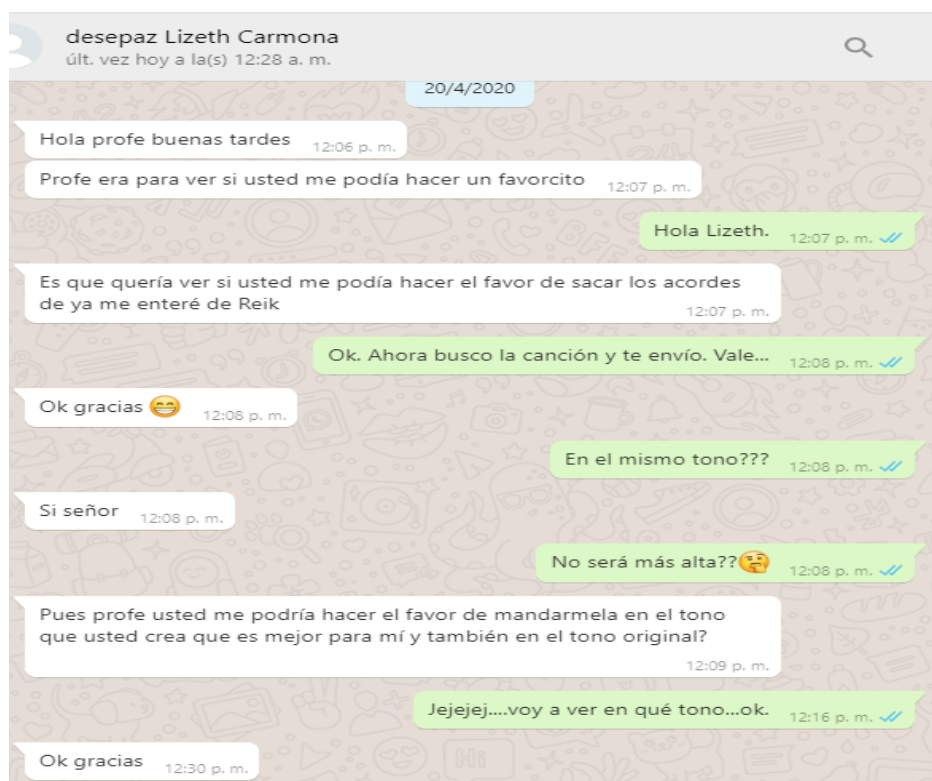 desepaz Lizeth Carmona
últ. vez hoy a la(s) 12:28 a. m.
20/4/2020
Hola profe buenas tardes 12:06 p. m.
Profe era para ver si usted me podía hacer un favorcito 12:07 p. m.
Hola Lizeth. 12:07 p. m.
Es que quería ver si usted me podía hacer el favor de sacar los acordes
de ya me enteré de Reik
12:07 p. m.
Ok. Ahora busco la canción y te envío. Vale... 12:08 p. m.
Ok gracias 😁 12:08 p. m.
En el mismo tono??? 12:08 p. m.
Si señor 12:08 p. m.
No será más alta??🤔 12:08 p. m.
Pues profe usted me podría hacer el favor de mandarmela en el tono
que usted crea que es mejor para mí y también en el tono original?
12:09 p. m.
Jejejej....voy a ver en qué tono...ok. 12:16 p. m.
Ok gracias 12:30 p. m.